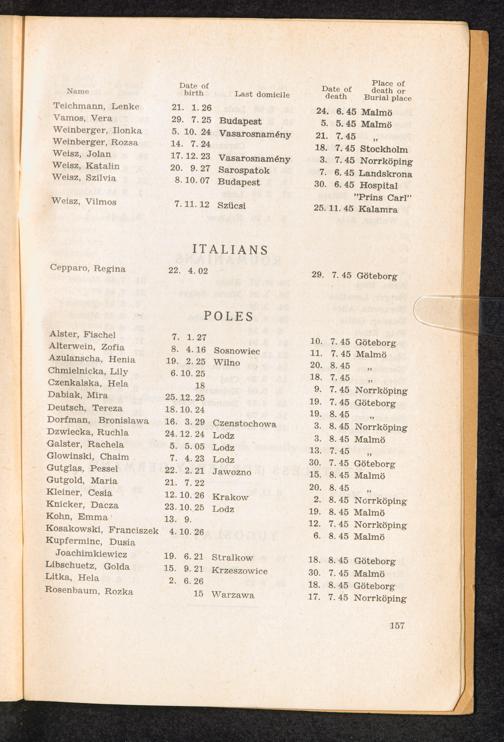 Name Date of birth Last domicile Date of death Place of death or Burial place
Teichmann, Lenke 21. 1. 26 24. 6. 45 Malmö
Vamos, Vera 29. 7. 25 Budapest 5. 5. 45 Malmö
Weinberger, Ilonka 5. 10. 24 Vasarosnamény 21. 7. 45 „
Weinberger, Rozsa 14. 7. 24 18. 7. 45 Stockholm
Weisz, Jolan 17. 12. 23 Vasarosnamény 3. 7. 45 Norrköping
Weisz, Katalin 20. 9. 27 Sarospatok 7. 6. 45 Landskrona
Weisz, Szilvia 8. 10. 07 Budapest 30. 6. 45 Hospital
"Prins Carl"
Weisz, Vilmos 7. 11. 12 Szücsi 25. 11. 45 Kalamra
ITALIANS
Cepparo, Regina 22. 4. 02 29. 7. 45 Göteborg
POLES
Alster, Fischel 7. 1. 27 10. 7. 45 Göteborg
Alterwein, Zofia 8. 4. 16 Sosnowiec 11. 7. 45 Malmö
Azulanscha, Henia 19. 2. 25 Wilno 20. 8. 45 „
Chmielnicka, Lily 6. 10. 25 18. 7. 45 „
Czenkalska, Hela 18 9. 7. 45 Norrköping
Dabiak, Mira 25. 12. 25 19. 7. 45 Göteborg
Deutsch, Tereza 18. 10. 24 19. 8. 45 „
Dorfman, Bronislawa 16. 3. 29 Czenstochowa 3. 8. 45 Norrköping
Dzwiecka, Ruchla 24. 12. 24 Lodz 3. 8. 45 Malmö
Galster, Rachela 5. 5. 05 Lodz 13. 7. 45 „
Glowinski, Chaim 7. 4. 23 Lodz 30. 7. 45 Göteborg
Gutglas, Pessel 22. 2. 21 Jawozno 15. 8. 45 Malmö
Gutgold, Maria 21. 7. 22 20. 8. 45 „
Kleiner, Cesia 12. 10. 26 Krakow 2. 8. 45 Norrköping
Knicker, Dacza 23. 10. 25 Lodz 19. 8. 45 Malmö
Kohn, Emma 13. 9. 12. 7. 45 Norrköping
Kosakowski, Franciszek 4. 10. 26 6. 8. 45 Malmö
Kupferminc, Dusia
Joachimkiewicz 19. 6. 21 Stralkow 18. 8. 45 Göteborg
Libschuetz, Golda 15. 9. 21 Krzeszowice 30. 7. 45 Malmö
Litka, Hela 2. 6. 26 18. 8. 45 Göteborg
Rosenbaum, Rozka 15 Warzawa 17. 7. 45 Norrköping
157